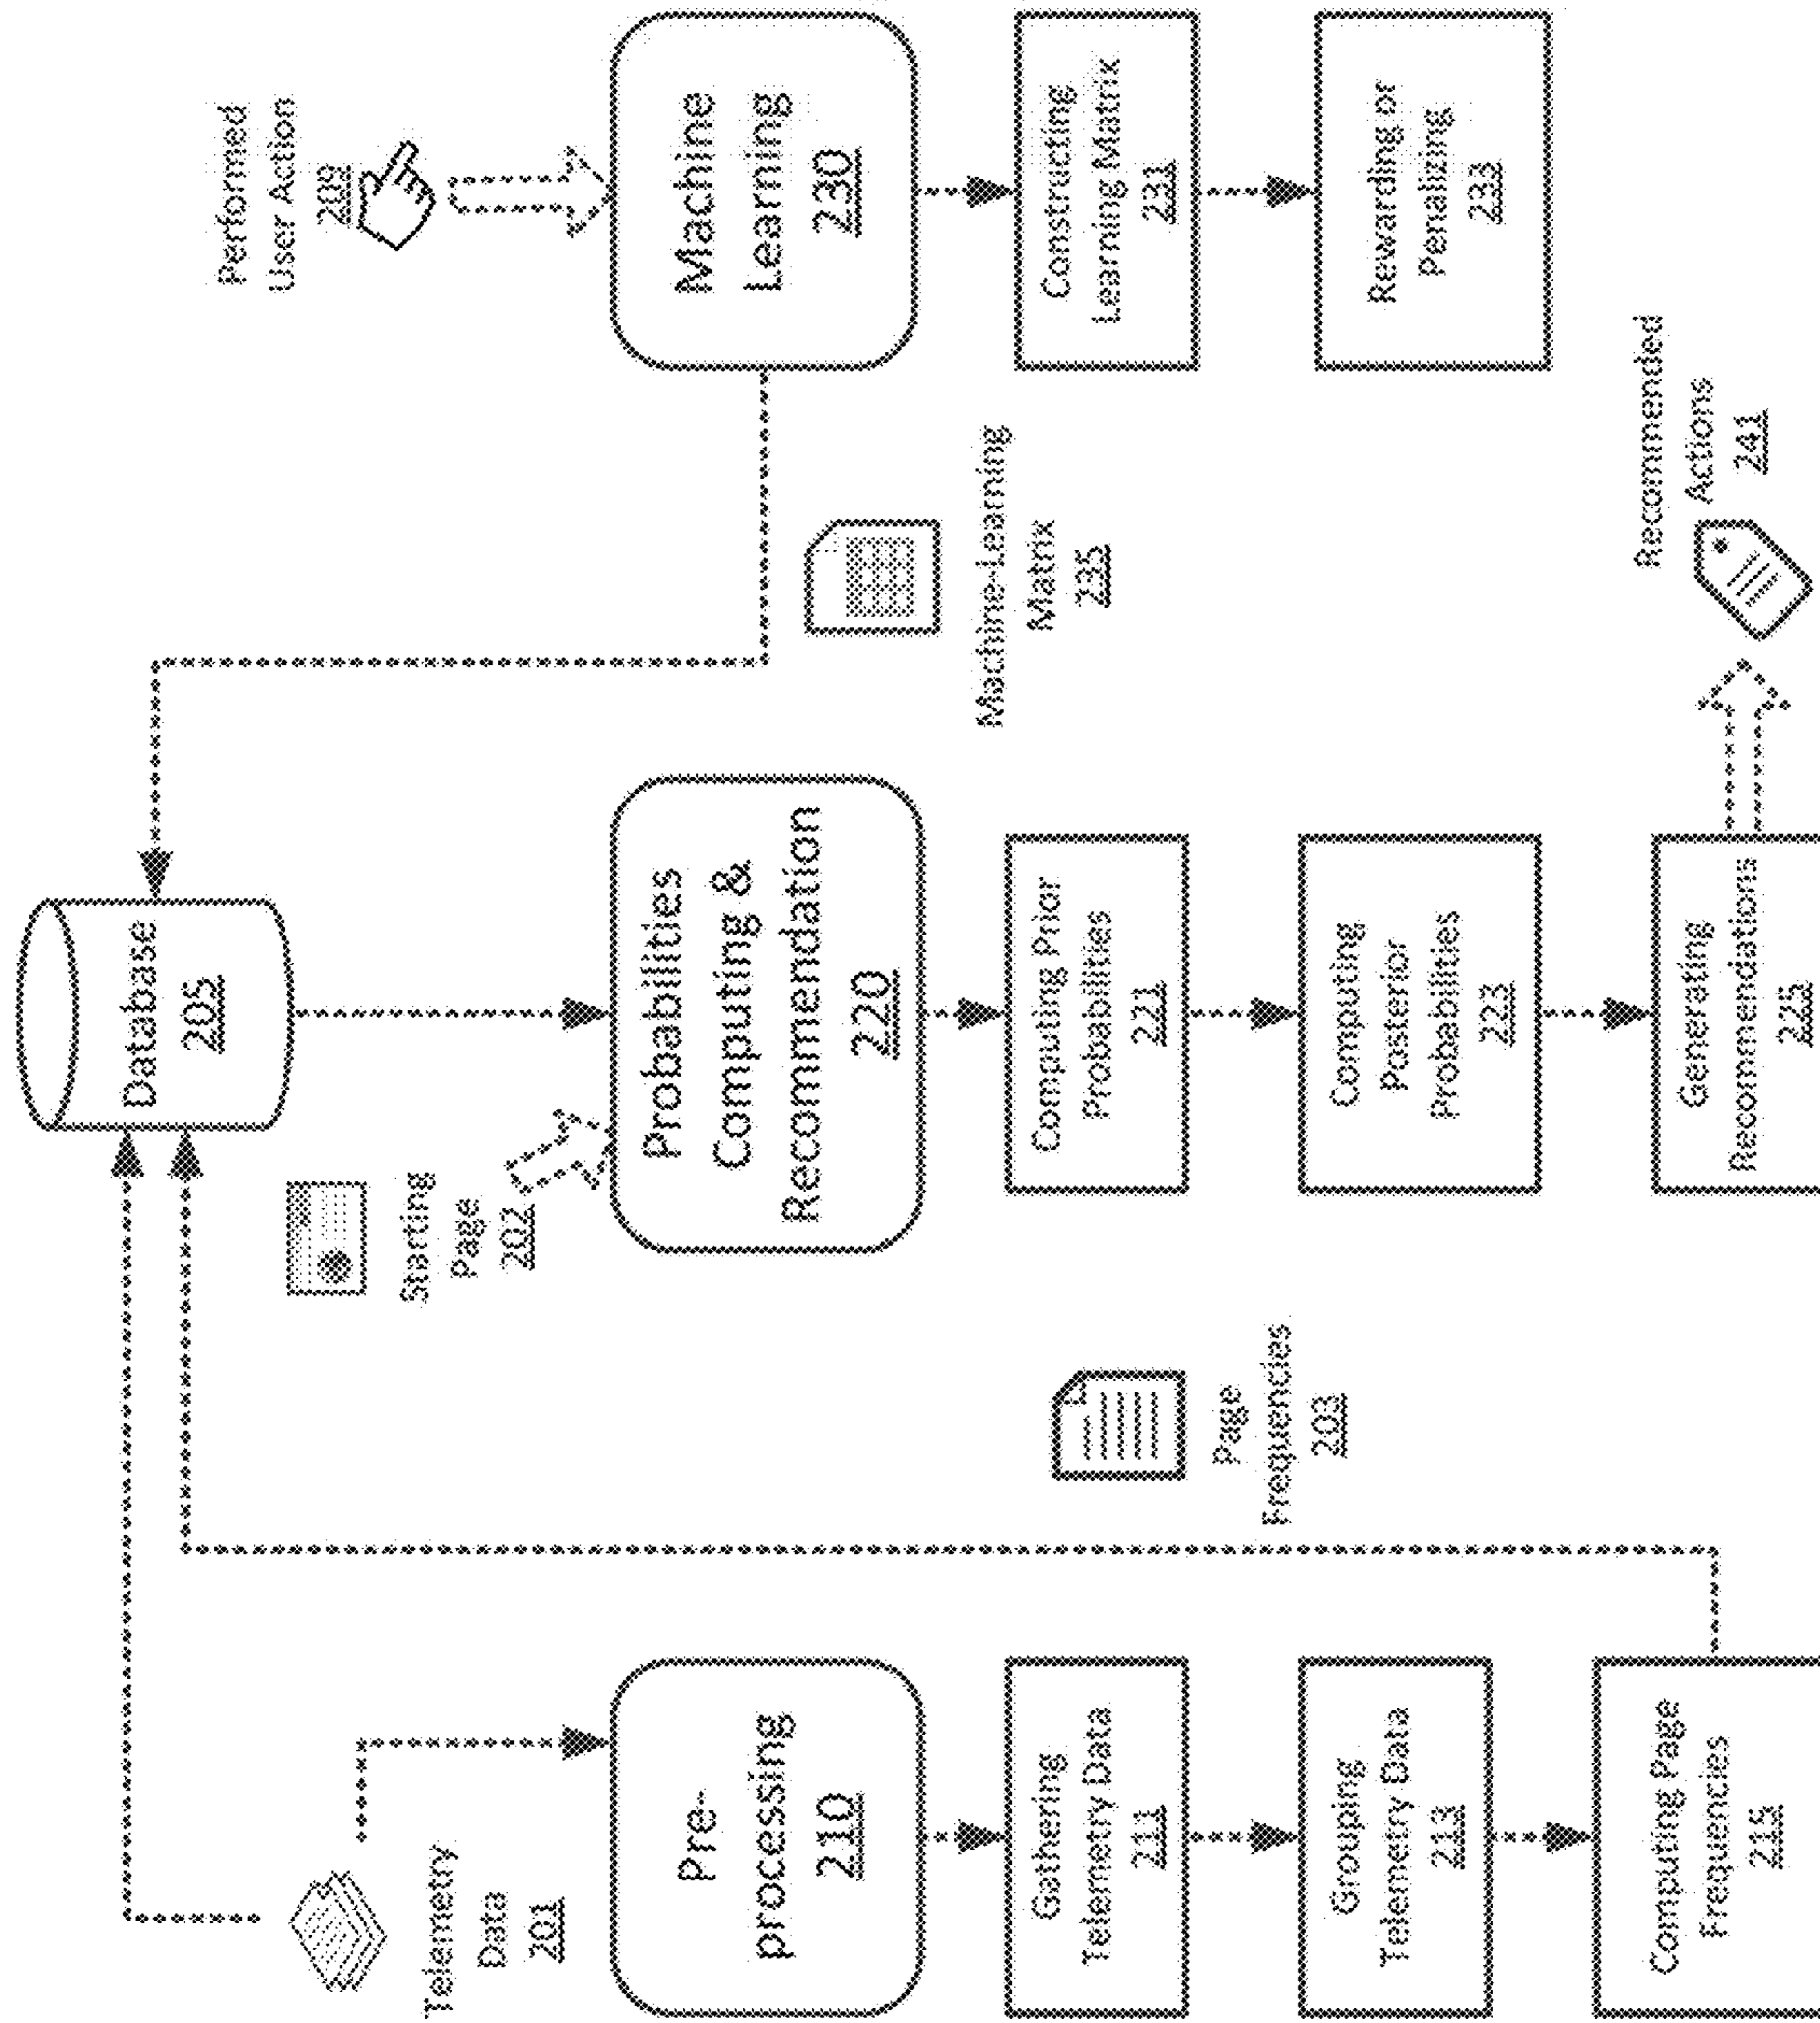 Telemetry
Data
201
Pre-
processing
210
Gathering
Telemetry Data
211
Grouping
Telemetry Data
213
Computing Page
Frequencies
215
Page
Frequencies
203
Database
205
Starting
Page
202
Probabilities
Computing &
Recommendation
220
Computing Prior
Probabilities
221
Computing
Posterior
Probabilities
223
Generating
Recommendations
225
Machine-Learning
Matrix
235
Recommended
Actions
241
Performed
User Action
209
Machine
Learning
230
Constructing
Learning Matrix
231
Rewarding or
Penalizing
233